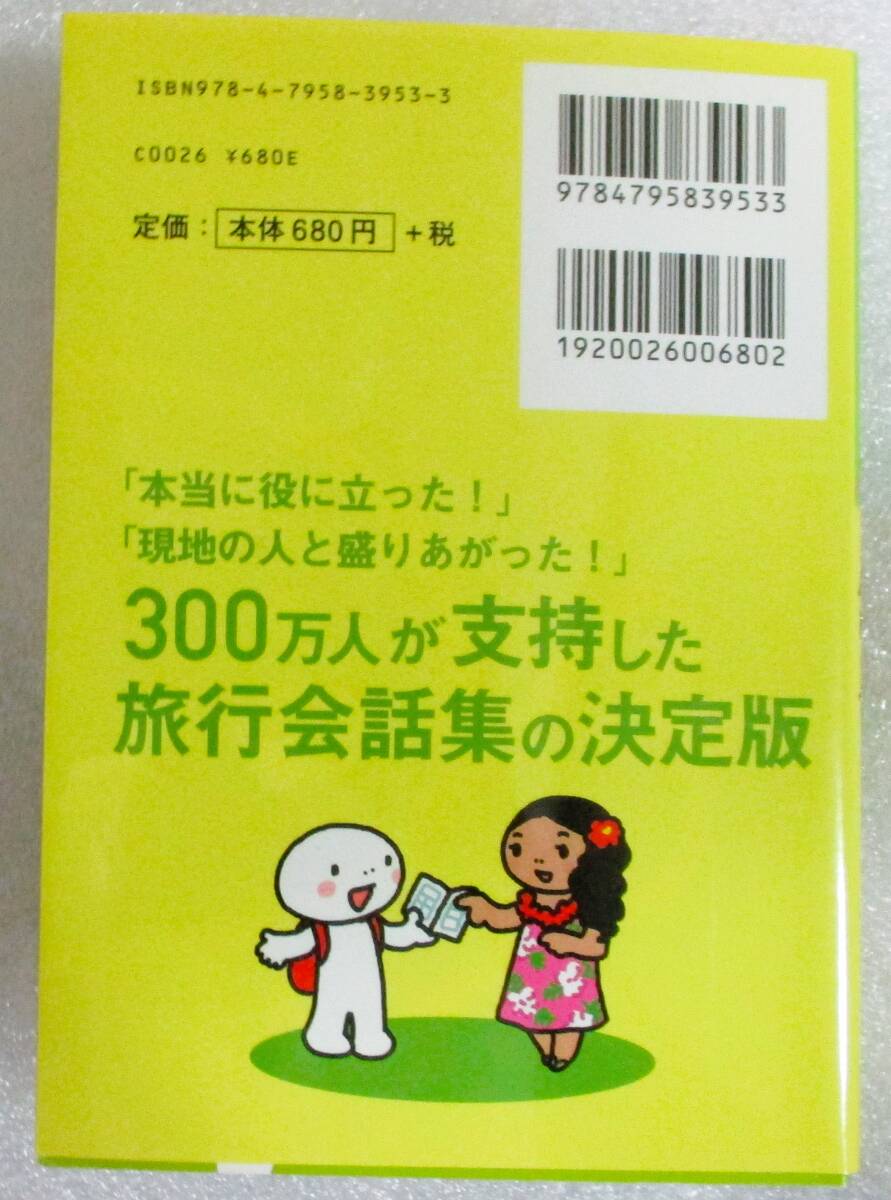 ISBN978-4-7958-3953-3
C0026 ¥680E
定価：本体680円+税
9784795839533
1920026006802
「本当に役に立った！」
「現地の人と盛りあがった！」
300万人が支持した
旅行会話集の決定版